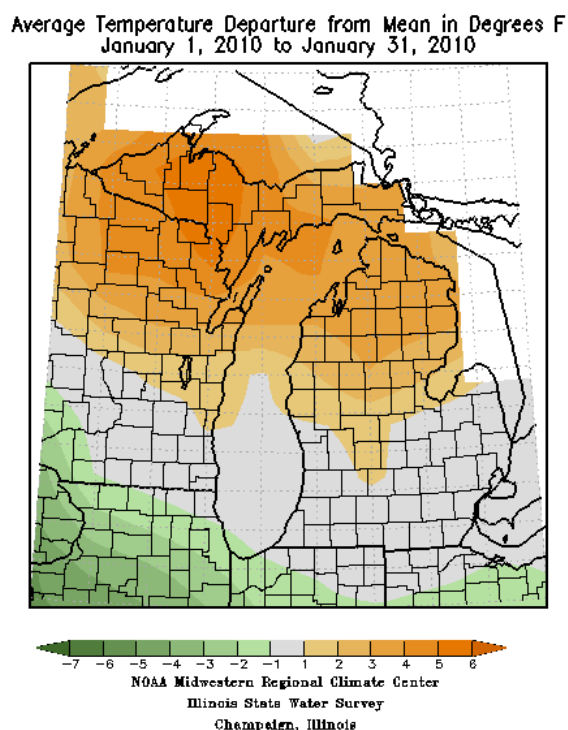 Average Temperature Departure from Mean in Degrees F
January 1, 2010 to January 31, 2010
-7 -6 -5 -4 -3 -2 -1 1 2 3 4 5 6
NOAA Midwestern Regional Climate Center
Illinois State Water Survey
Champaign, Illinois